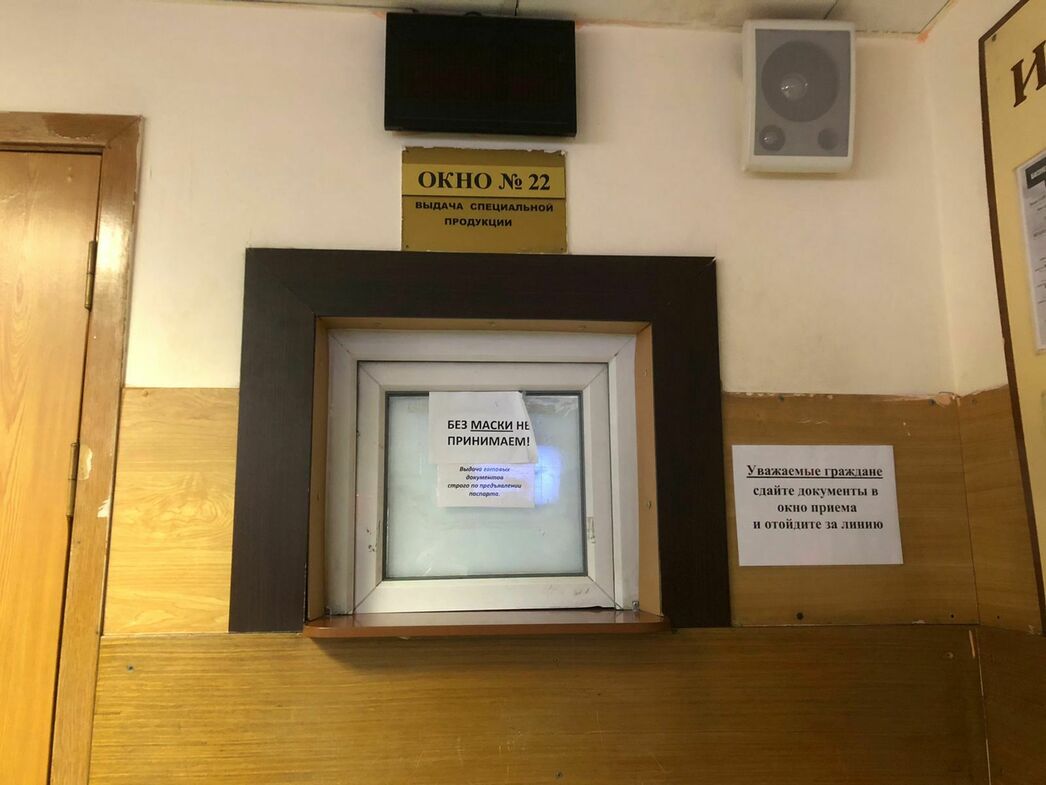 ОКНО № 22
ВЫДАЧА СПЕЦИАЛЬНОЙ
ПРОДУКЦИИ
БЕЗ МАСКИ НЕ
ПРИНИМАЕМ!
Выдача готовых
документов
строго по предъявлении
паспорта.
Уважаемые граждане
сдайте документы в
окно приема
и отойдите за линию
И